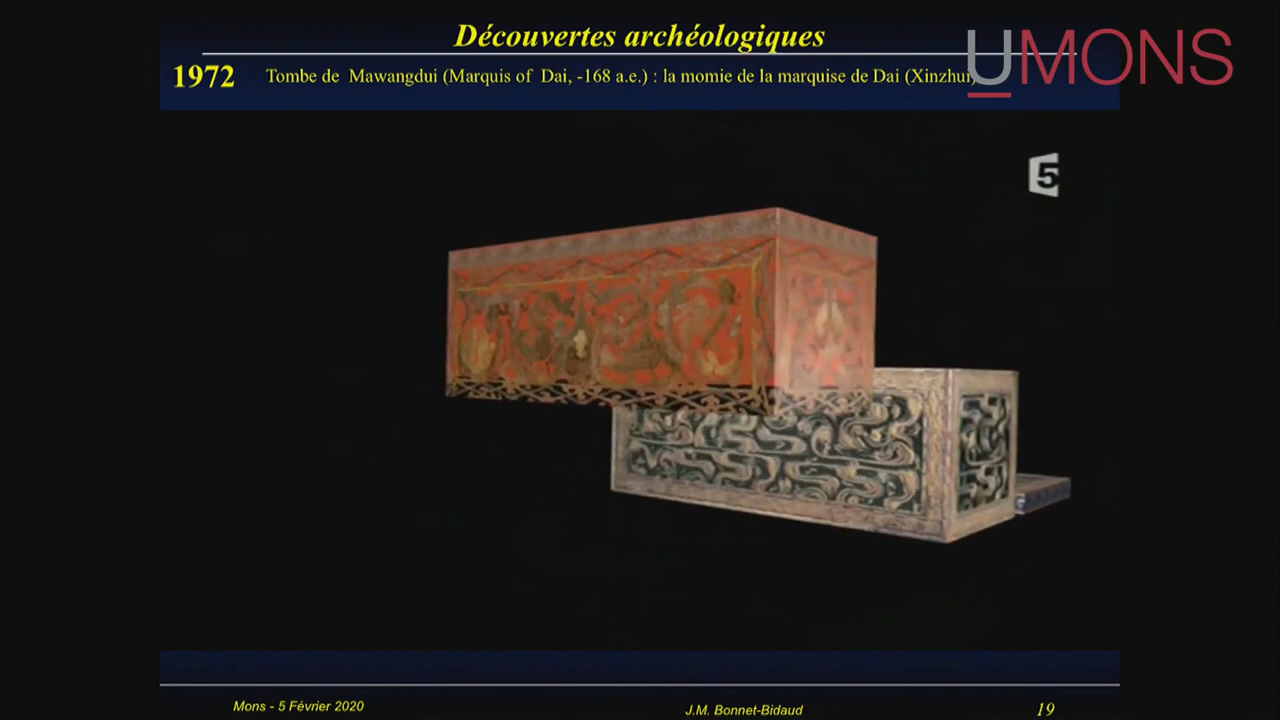 Découvertes archéologiques
UMONS
1972 Tombe de Mawangdui (Marquis of Dai, -168 a.e.) : la momie de la marquise de Dai (Xinzhui)
5
Mons - 5 Février 2020 J.M. Bonnet-Bidaud 19